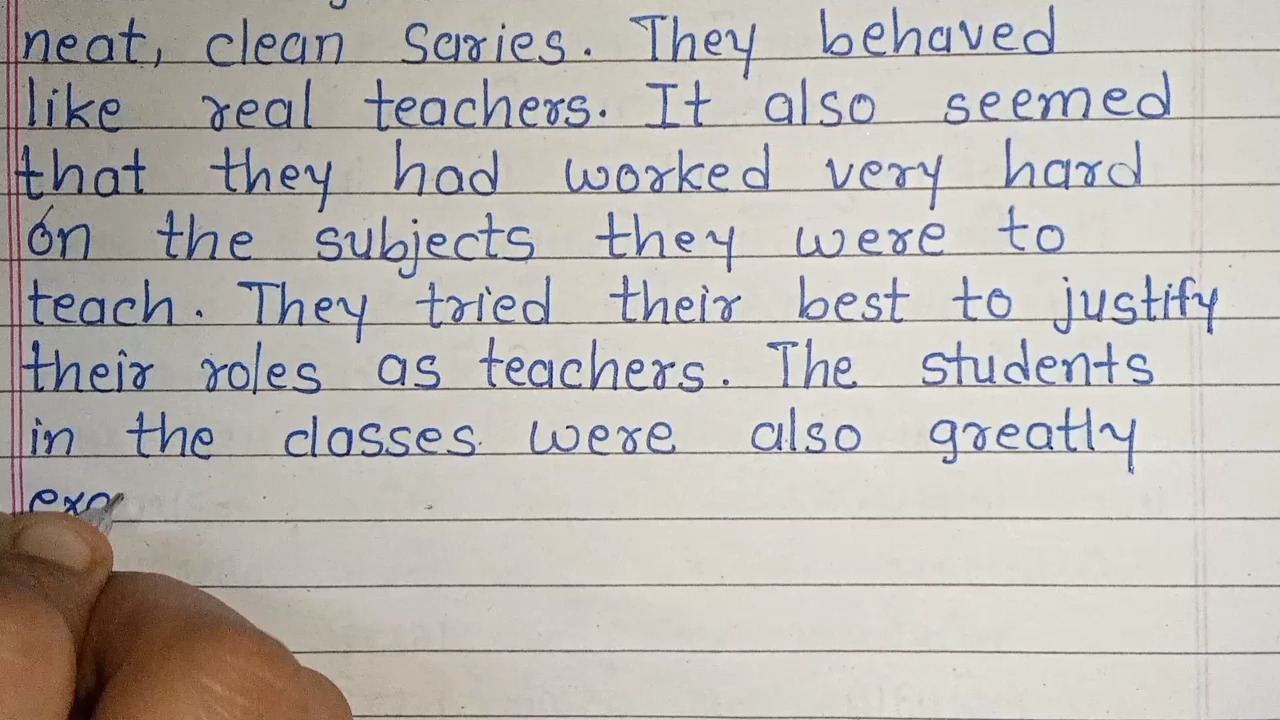 neat, clean Saries. They behaved
like real teachers. It also seemed
that they had worked very hard
on the subjects they were to
teach. They tried their best to justify
their roles as teachers. The students
in the classes were also greatly